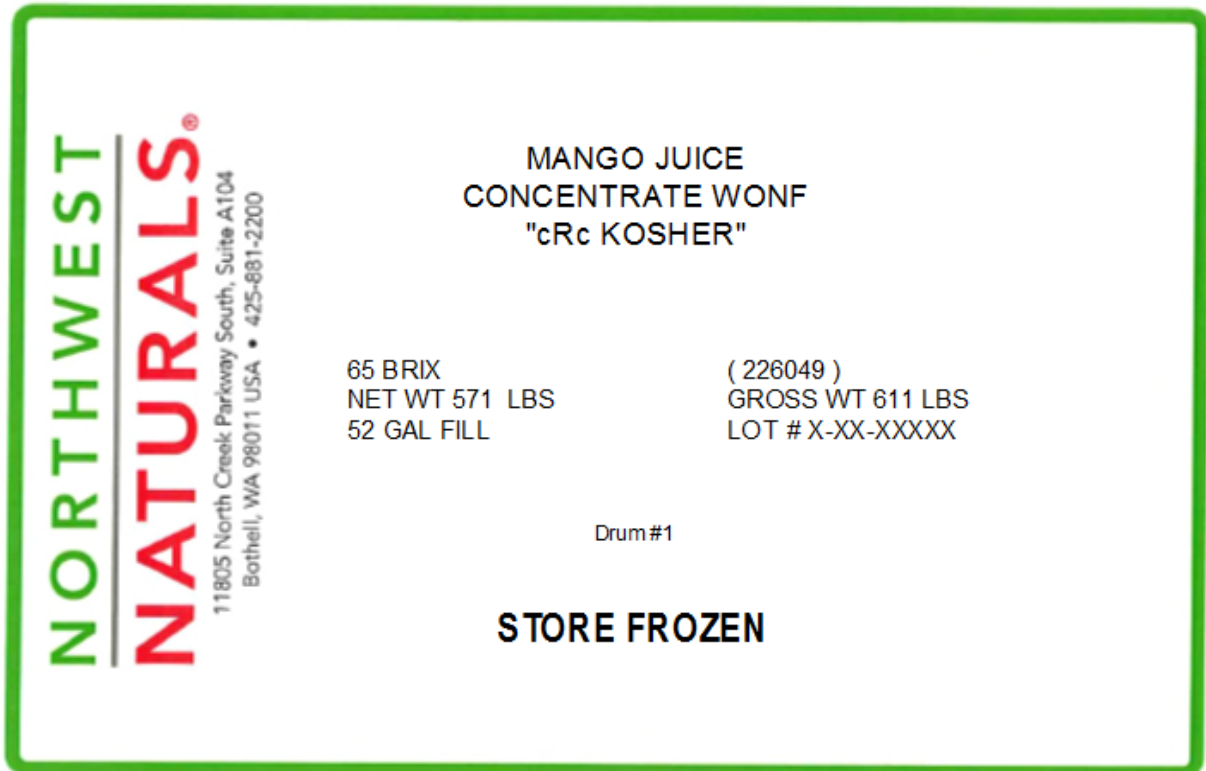 NORTHWEST
NATURALS®
11805 North Creek Parkway South, Suite A104
Bothell, WA 98011 USA • 425-881-2200
MANGO JUICE
CONCENTRATE WONF
"cRc KOSHER"
65 BRIX
NET WT 571 LBS
52 GAL FILL
( 226049 )
GROSS WT 611 LBS
LOT # X-XX-XXXXX
Drum #1
STORE FROZEN